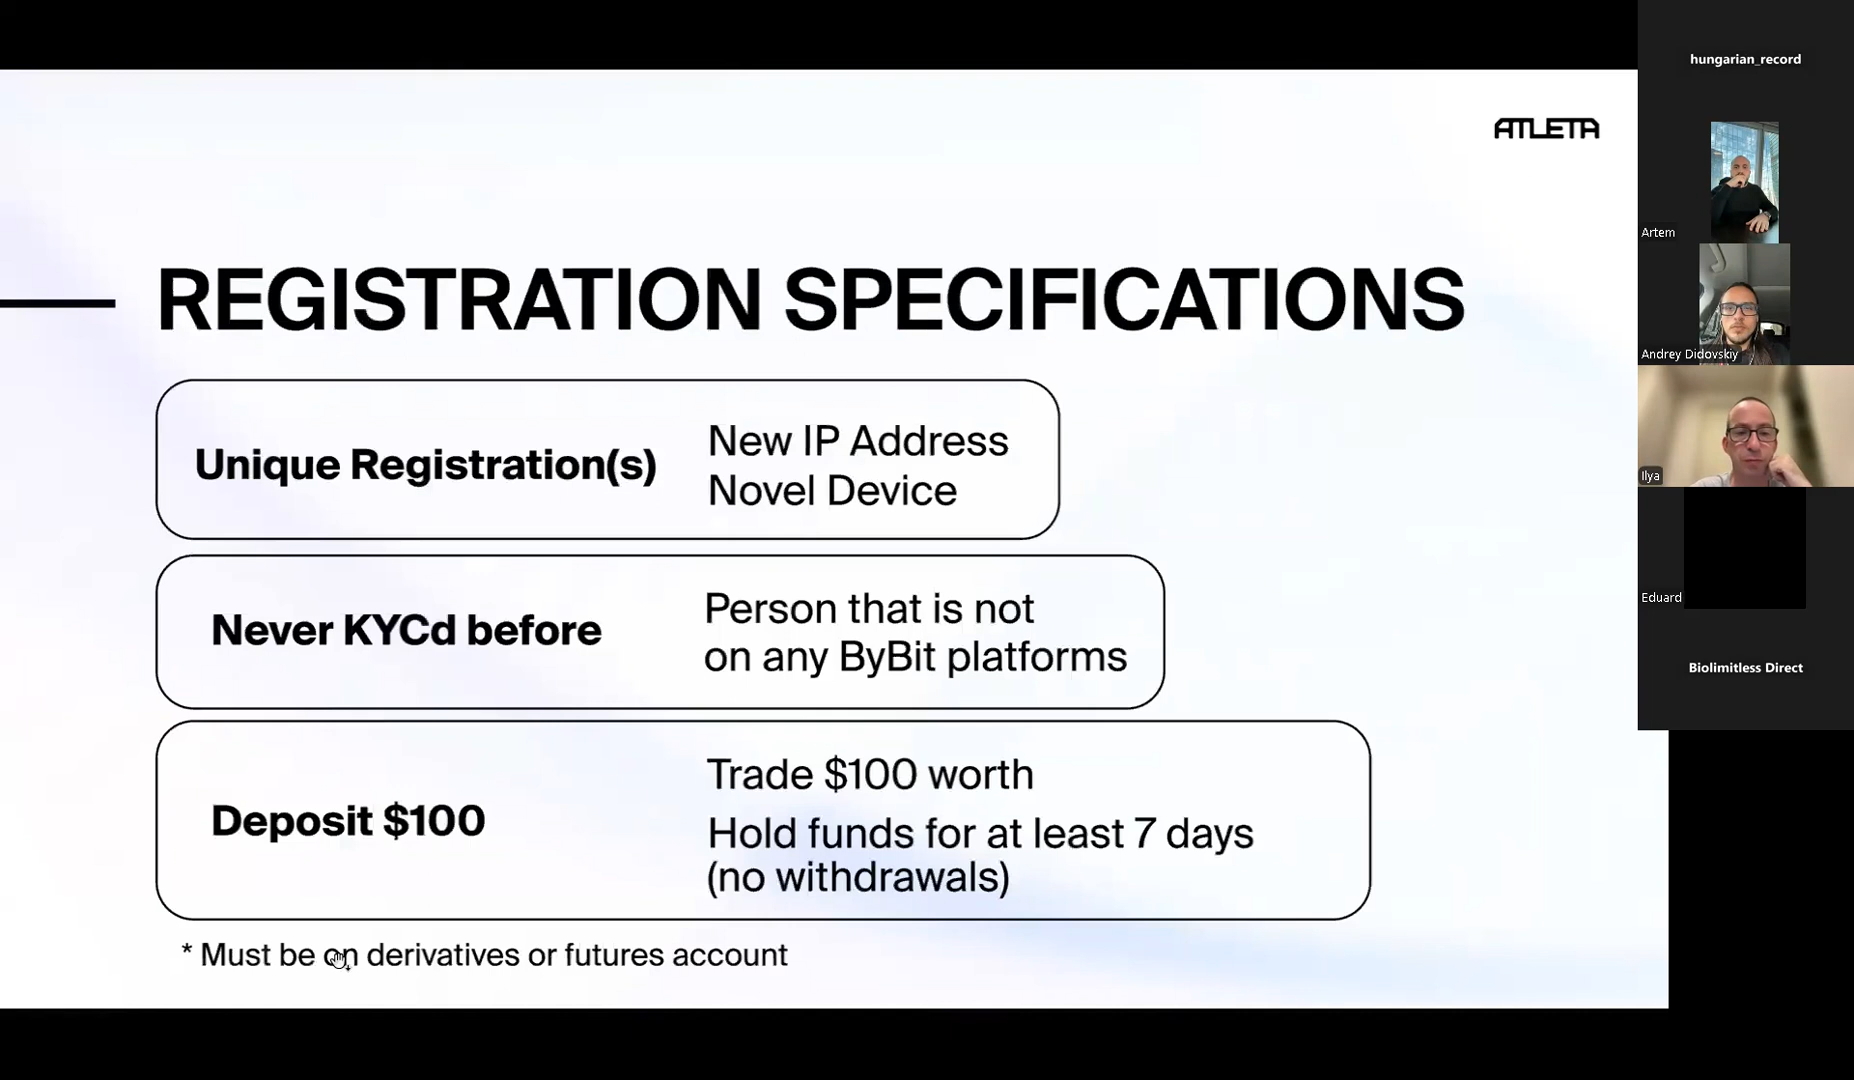 ATLETA
REGISTRATION SPECIFICATIONS
Unique Registration(s)
New IP Address
Novel Device
Never KYCd before
Person that is not
on any ByBit platforms
Deposit $100
Trade $100 worth
Hold funds for at least 7 days
(no withdrawals)
* Must be on derivatives or futures account
hungarian_record
Artem
Andrey Didovskiy
Ilya
Eduard
Biolimitless Direct